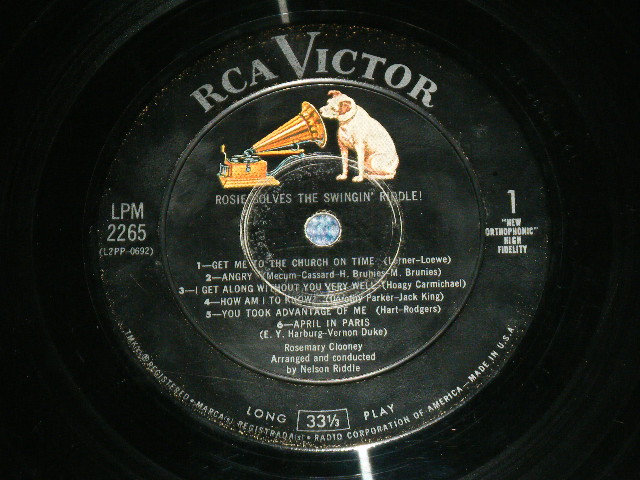 RCA VICTOR
ROSIE SOLVES THE SWINGIN' RIDDLE!
LPM
2265
(L2PP-0692)
1
"NEW
ORTHOPHONIC"
HIGH
FIDELITY
1—GET ME TO THE CHURCH ON TIME (Lerner-Loewe)
2—ANGRY (Mecum-Cassard-H. Brunies-M. Brunies)
3—I GET ALONG WITHOUT YOU VERY WELL (Hoagy Carmichael)
4—HOW AM I TO KNOW? (Dorothy Parker-Jack King)
5—YOU TOOK ADVANTAGE OF ME (Hart-Rodgers)
6—APRIL IN PARIS
(E. Y. Harburg-Vernon Duke)
Rosemary Clooney
Arranged and conducted
by Nelson Riddle
LONG 33⅓ PLAY
TMK(s) ® REGISTERED • MARCA(s) REGISTRADA(s) • RADIO CORPORATION OF AMERICA—MADE IN U.S.A.